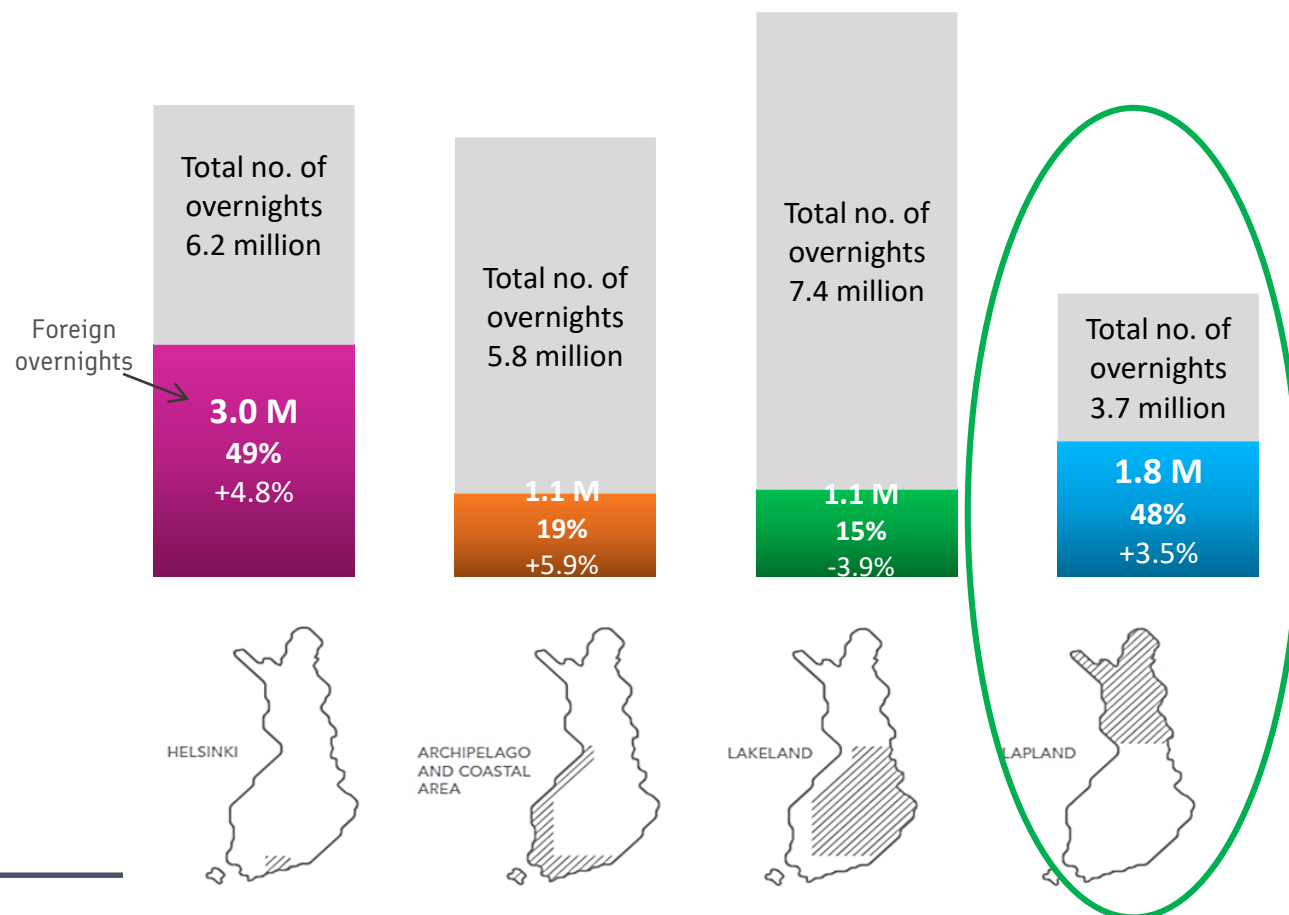 Total no. of
overnights
6.2 million
Foreign
overnights
3.0 M
49%
+4.8%
Total no. of
overnights
5.8 million
1.1 M
19%
+5.9%
Total no. of
overnights
7.4 million
1.1 M
15%
-3.9%
Total no. of
overnights
3.7 million
1.8 M
48%
+3.5%
HELSINKI
ARCHIPELAGO
AND COASTAL
AREA
LAKELAND
LAPLAND